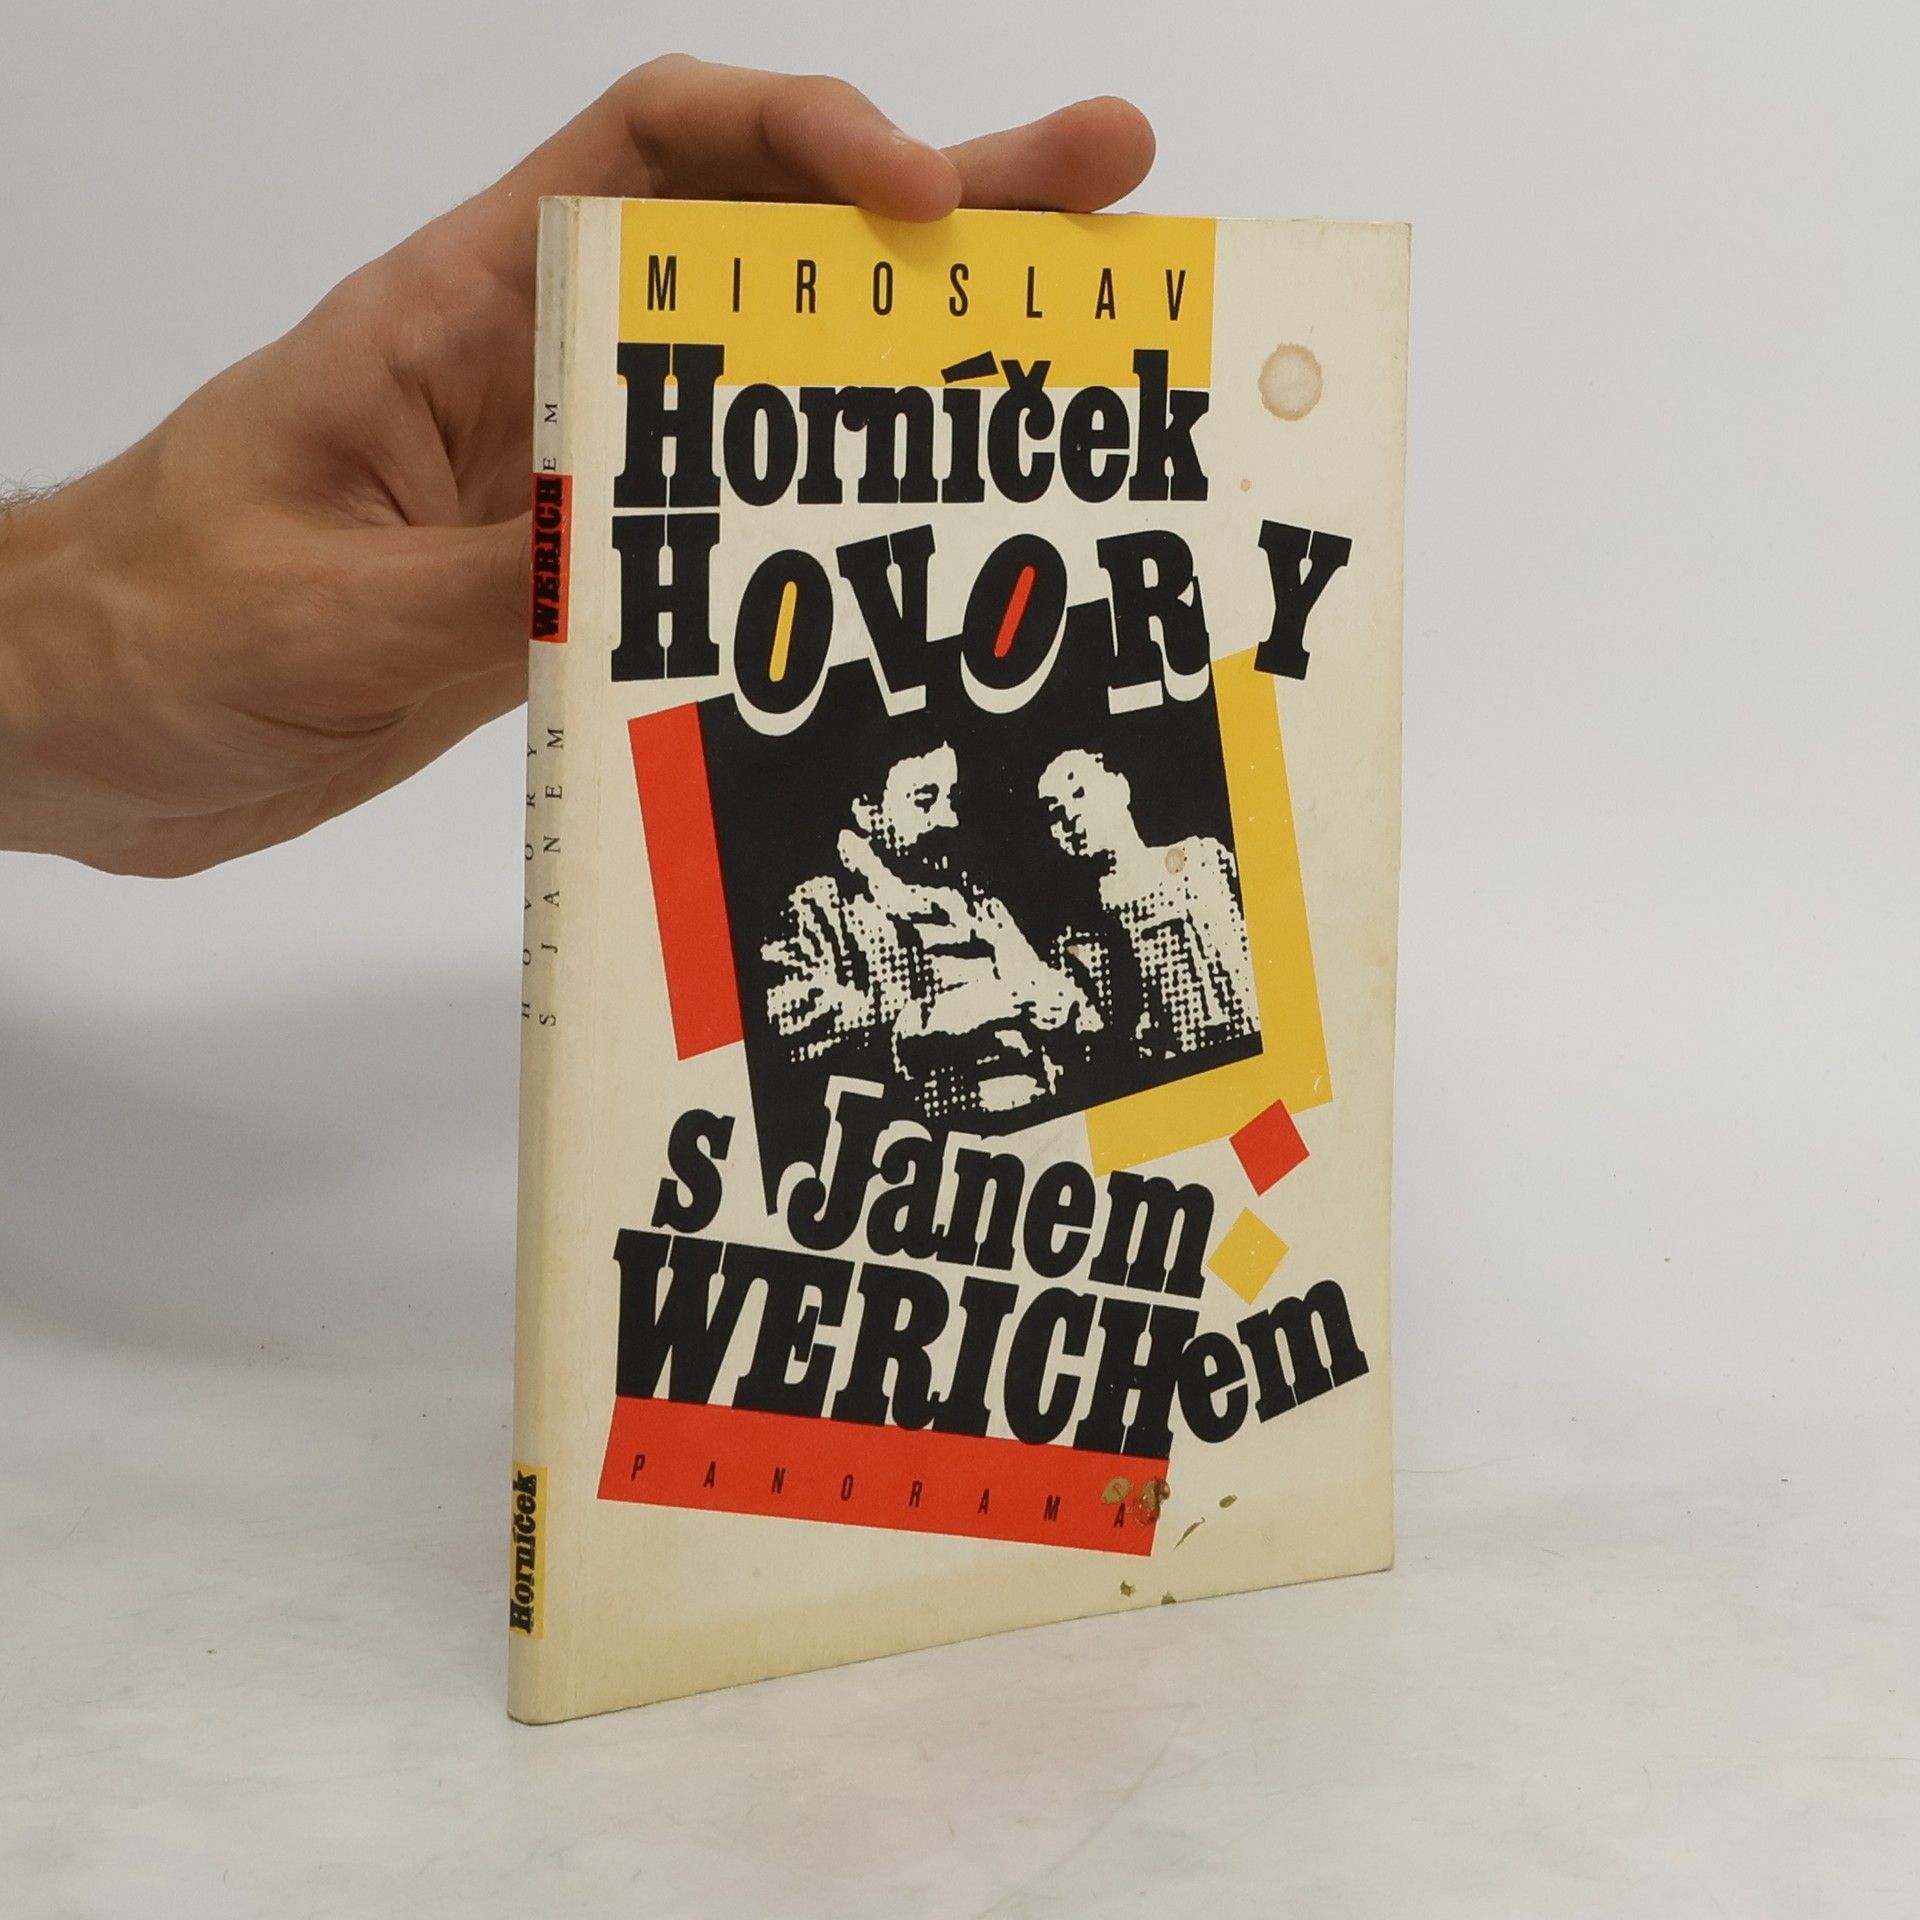 MIROSLAV
Horníček
HOVORY
s Janem
WERICHem
PANORAMA
HOVORY
S JANEM
WERICHEM
Horníček